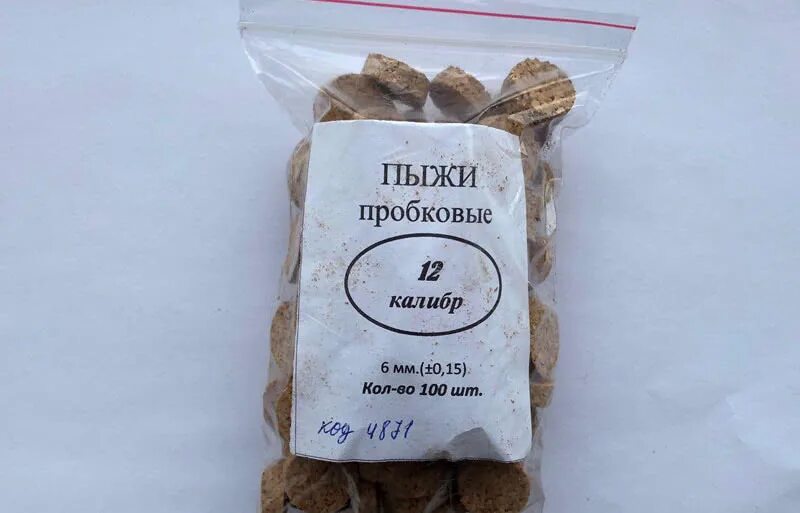 ПЫЖИ
пробковые
12
калибр
6 мм.(±0,15)
Кол-во 100 шт.
код 4871